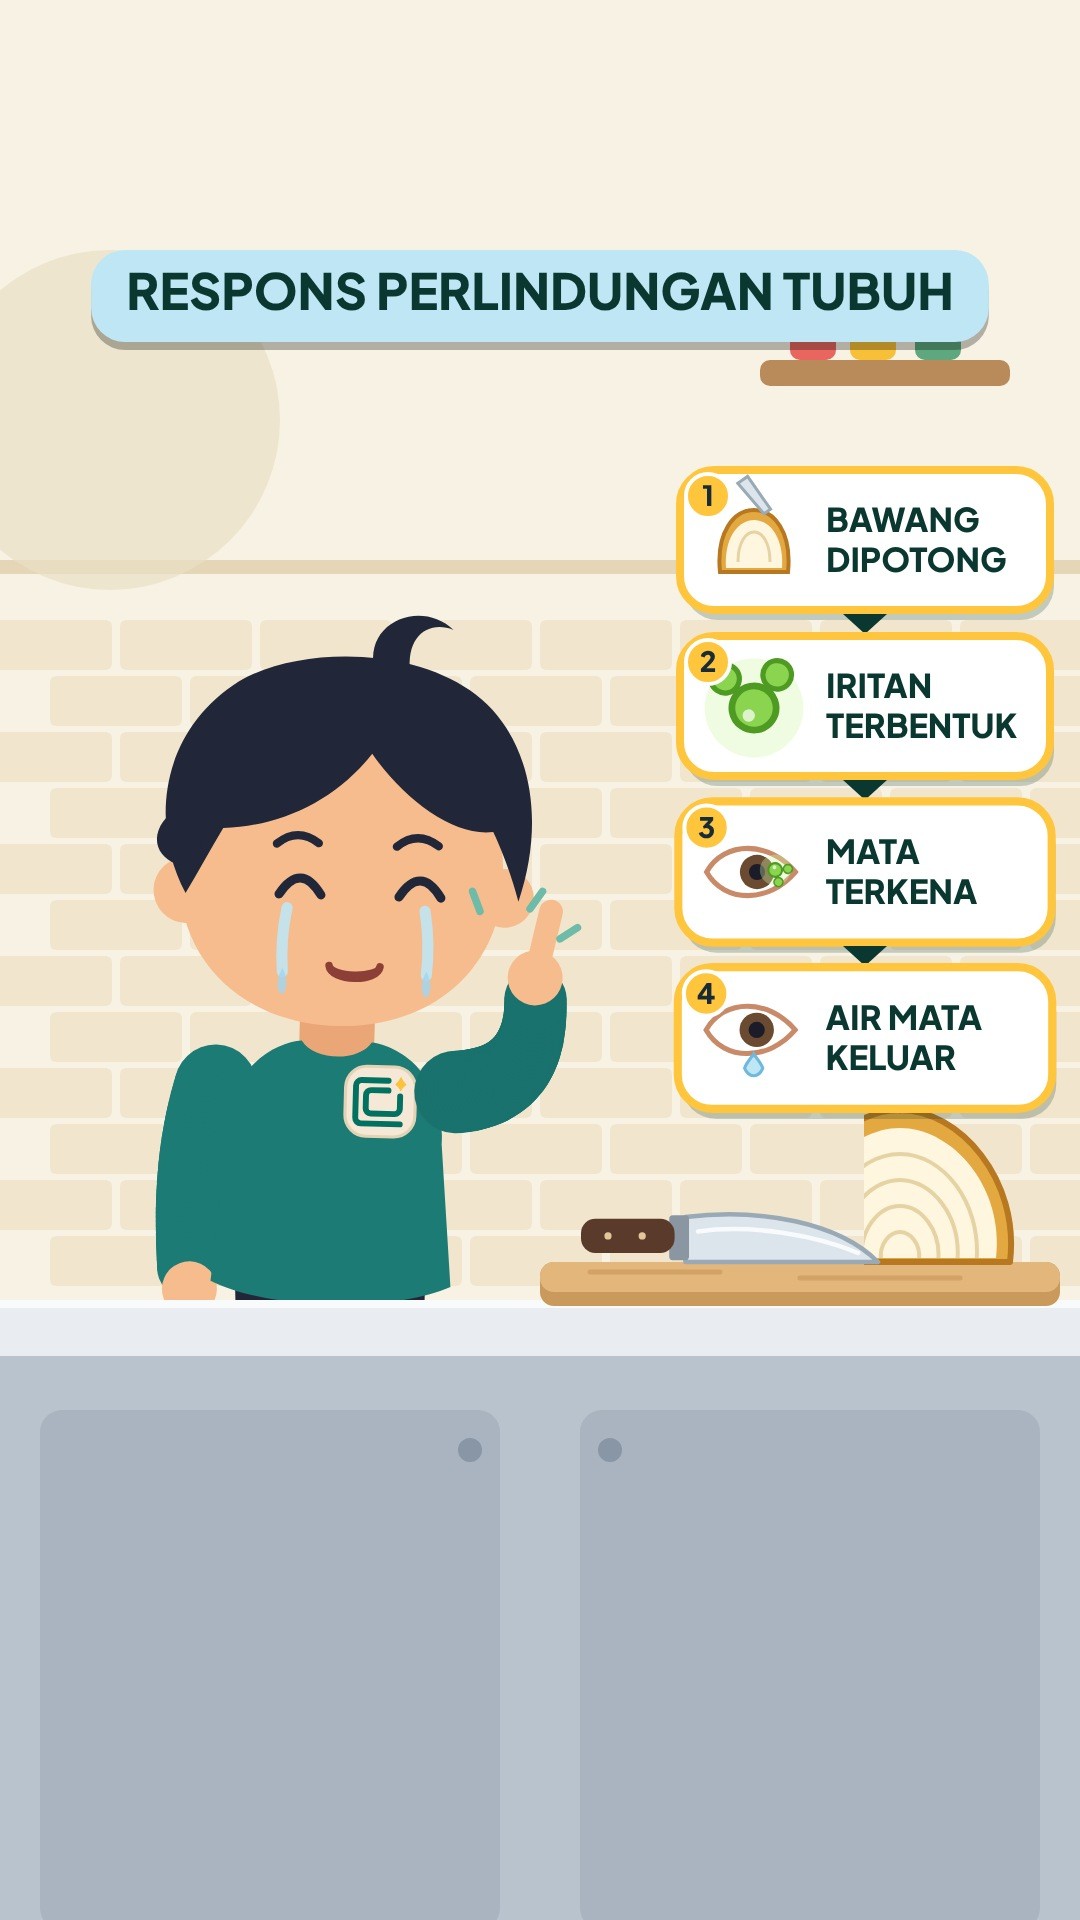 RESPONS PERLINDUNGAN TUBUH
1
BAWANG
DIPOTONG
2
IRITAN
TERBENTUK
3
MATA
TERKENA
4
AIR MATA
KELUAR